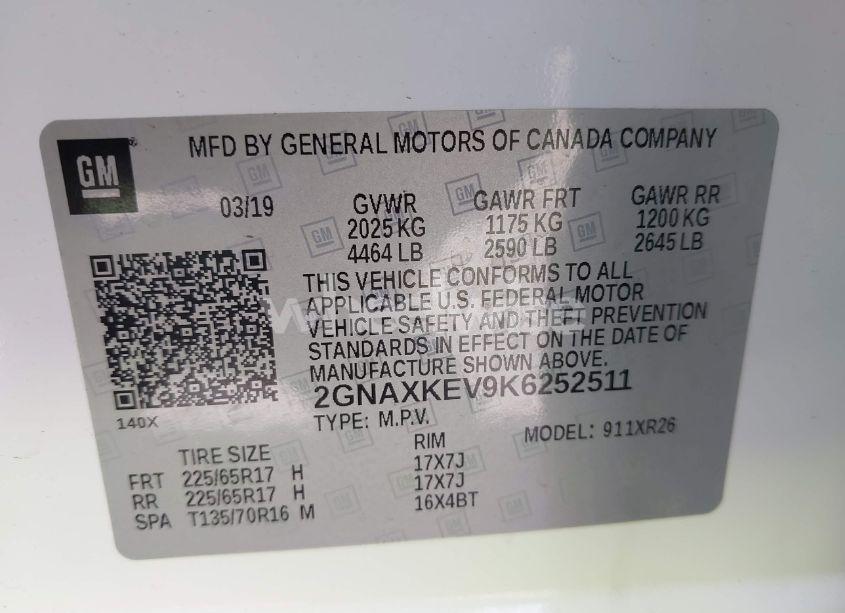 GM
MFD BY GENERAL MOTORS OF CANADA COMPANY
03/19
GVWR GAWR FRT GAWR RR
2025 KG 1175 KG 1200 KG
4464 LB 2590 LB 2645 LB
THIS VEHICLE CONFORMS TO ALL
APPLICABLE U.S. FEDERAL MOTOR
VEHICLE SAFETY AND THEFT PREVENTION
STANDARDS IN EFFECT ON THE DATE OF
MANUFACTURE SHOWN ABOVE.
2GNAXKEV9K6252511
140X
TYPE: M.P.V.
MODEL: 911XR26
TIRE SIZE RIM
FRT 225/65R17 H 17X7J
RR 225/65R17 H 17X7J
SPA T135/70R16 M 16X4BT